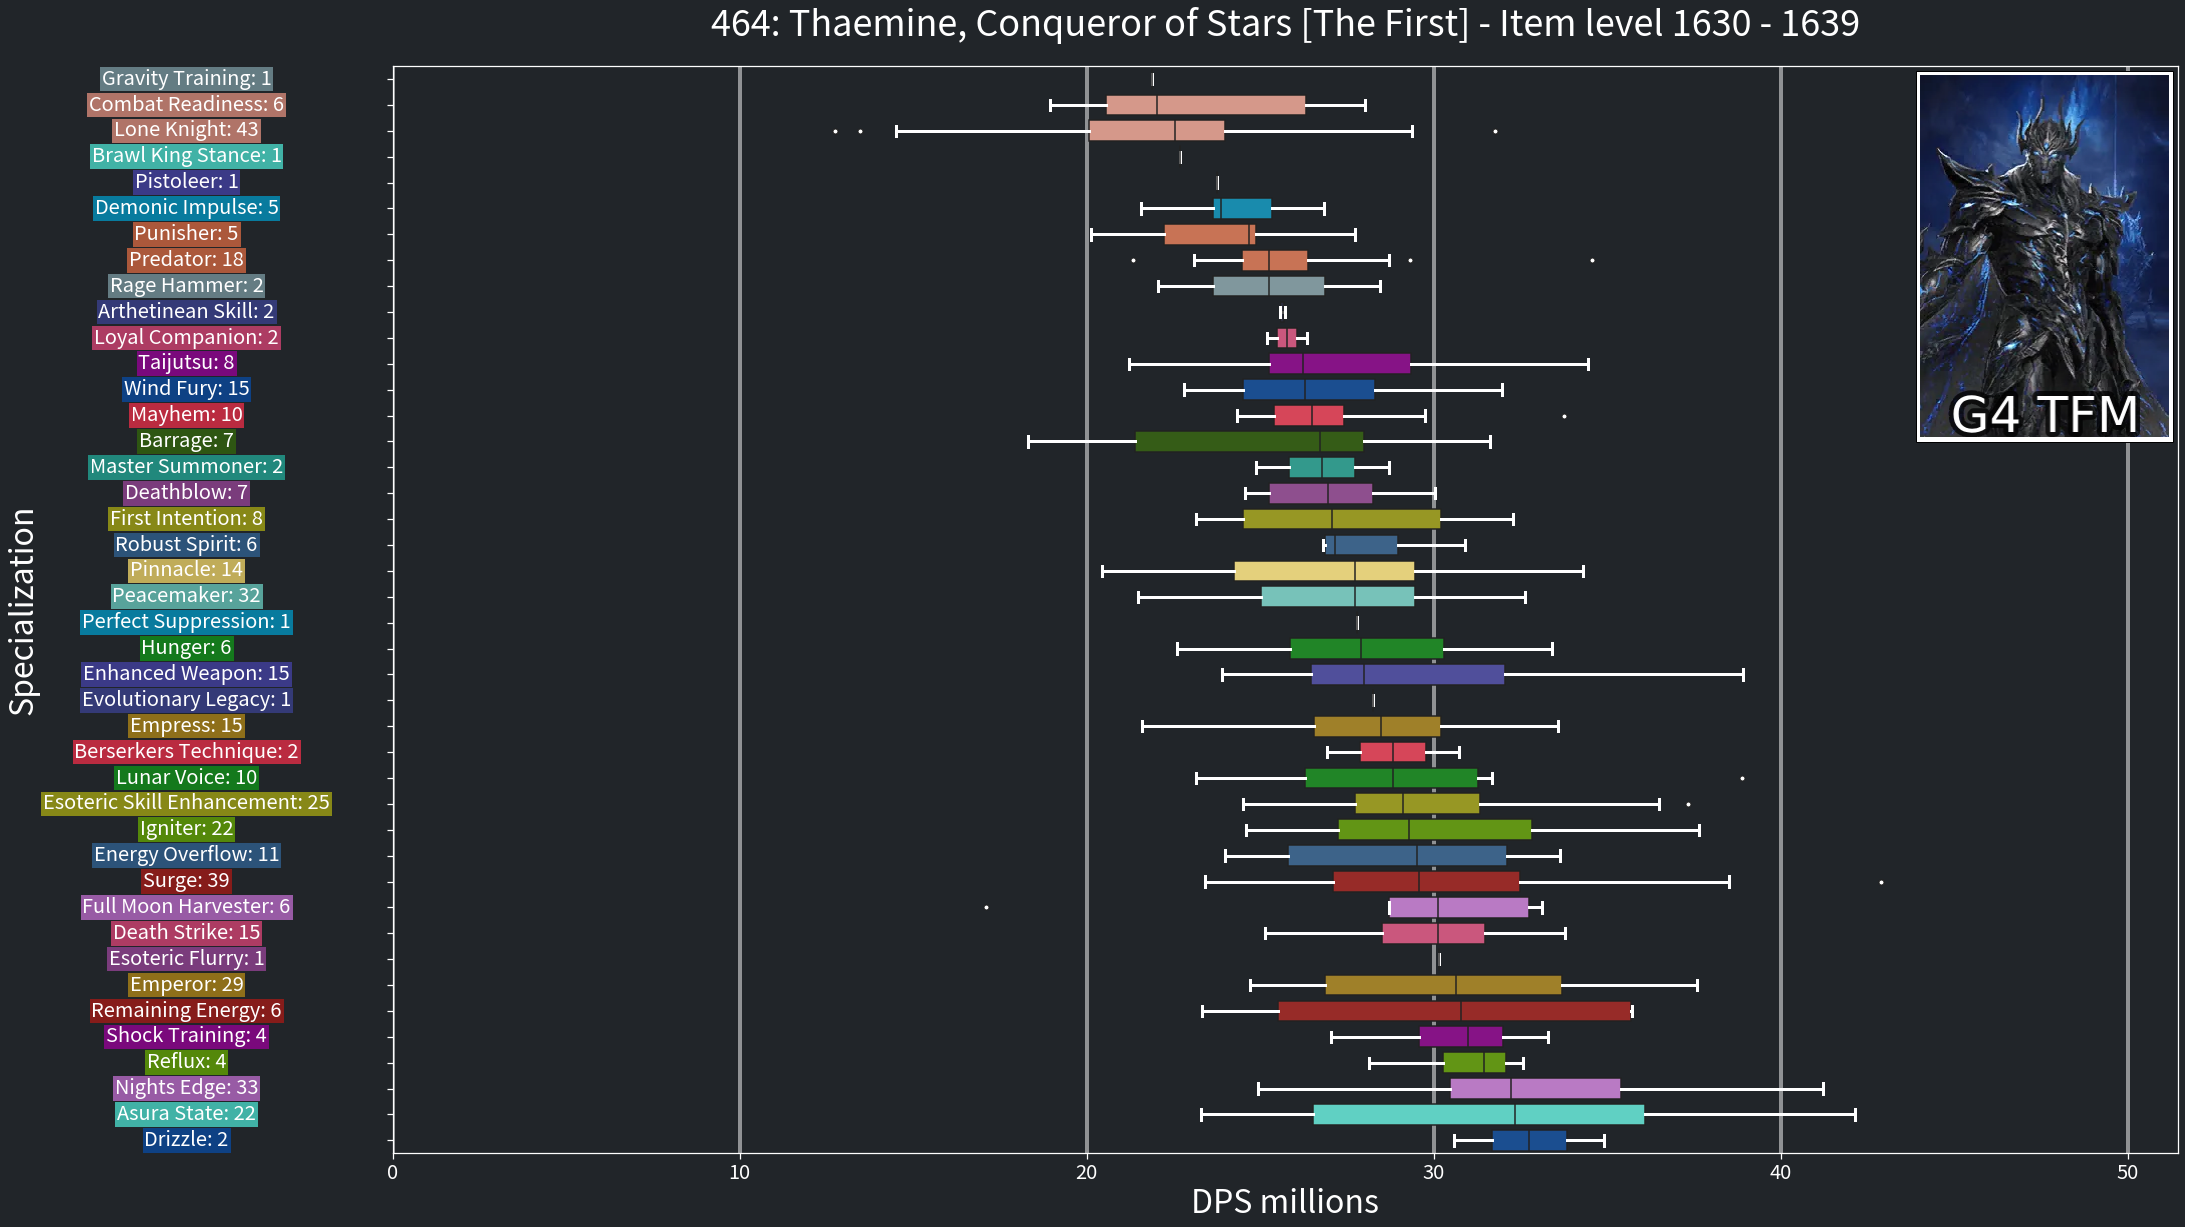 464: Thaemine, Conqueror of Stars [The First] - Item level 1630 - 1639
Gravity Training: 1
Combat Readiness: 6
Lone Knight: 43
Brawl King Stance: 1
Pistoleer: 1
Demonic Impulse: 5
Punisher: 5
Predator: 18
Rage Hammer: 2
Arthetinean Skill: 2
Loyal Companion: 2
Taijutsu: 8
Wind Fury: 15
Mayhem: 10
Barrage: 7
Master Summoner: 2
Deathblow: 7
First Intention: 8
Robust Spirit: 6
Pinnacle: 14
Peacemaker: 32
Perfect Suppression: 1
Hunger: 6
Enhanced Weapon: 15
Evolutionary Legacy: 1
Empress: 15
Berserkers Technique: 2
Lunar Voice: 10
Esoteric Skill Enhancement: 25
Igniter: 22
Energy Overflow: 11
Surge: 39
Full Moon Harvester: 6
Death Strike: 15
Esoteric Flurry: 1
Emperor: 29
Remaining Energy: 6
Shock Training: 4
Reflux: 4
Nights Edge: 33
Asura State: 22
Drizzle: 2
Specialization
G4 TFM
0 10 20 30 40 50
DPS millions